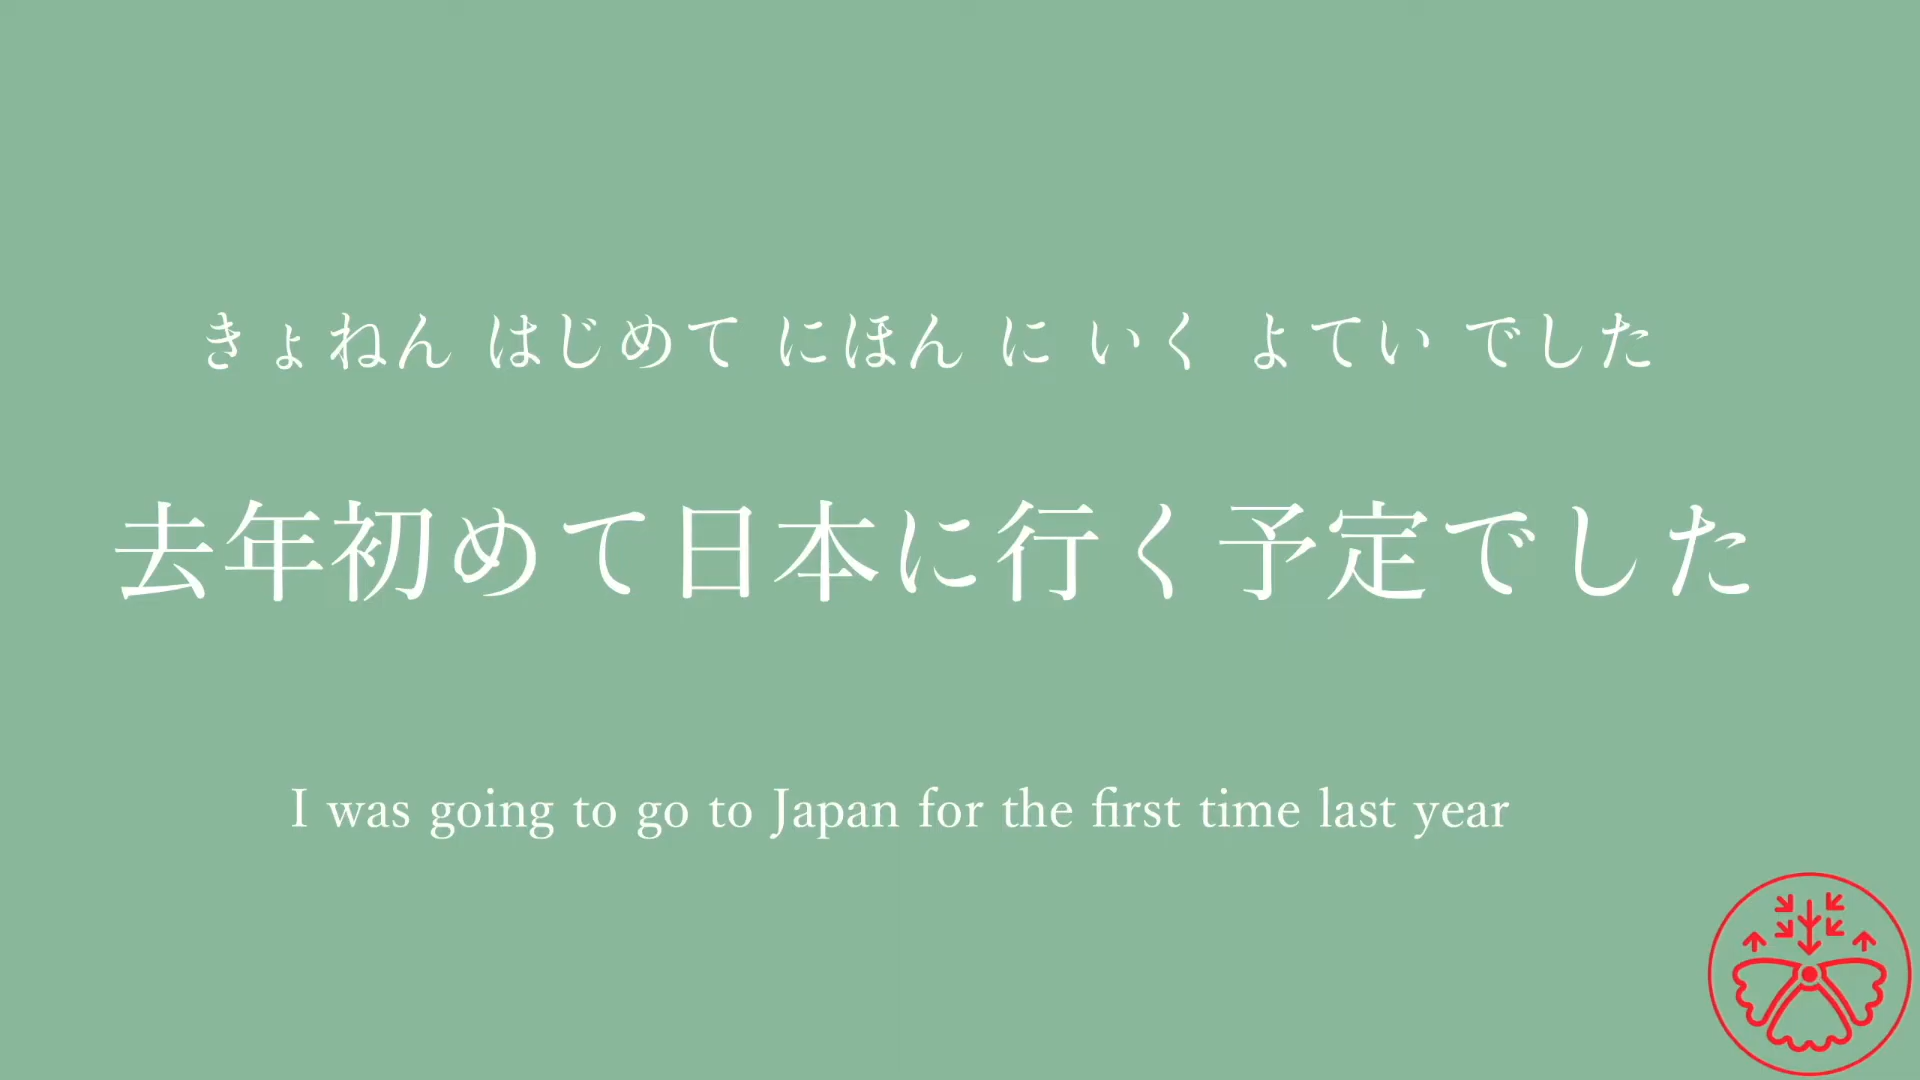 きょねん はじめて にほん に いく よてい でした
去年初めて日本に行く予定でした
I was going to go to Japan for the first time last year